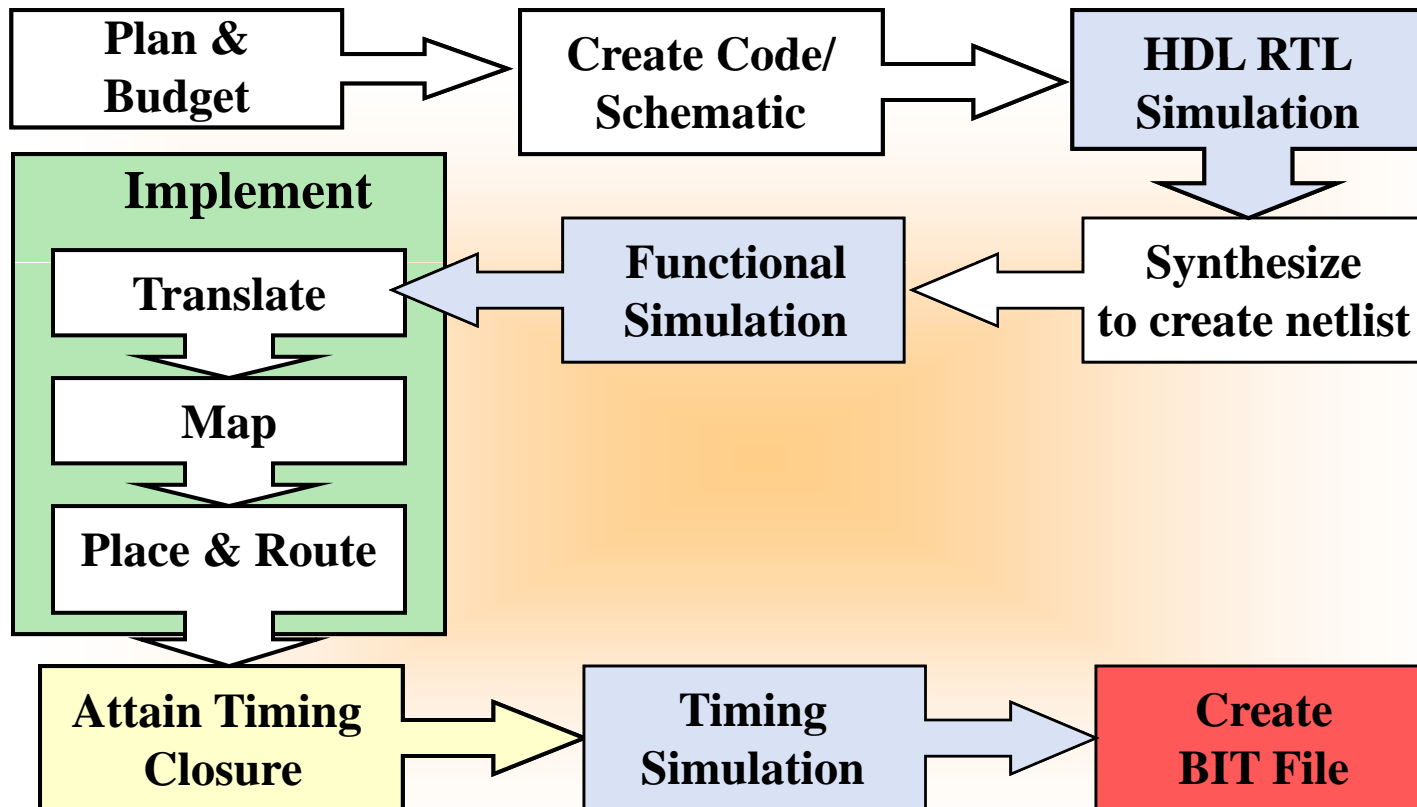 Plan &
Budget
Create Code/
Schematic
HDL RTL
Simulation
Implement
Translate
Map
Place & Route
Functional
Simulation
Synthesize
to create netlist
Attain Timing
Closure
Timing
Simulation
Create
BIT File